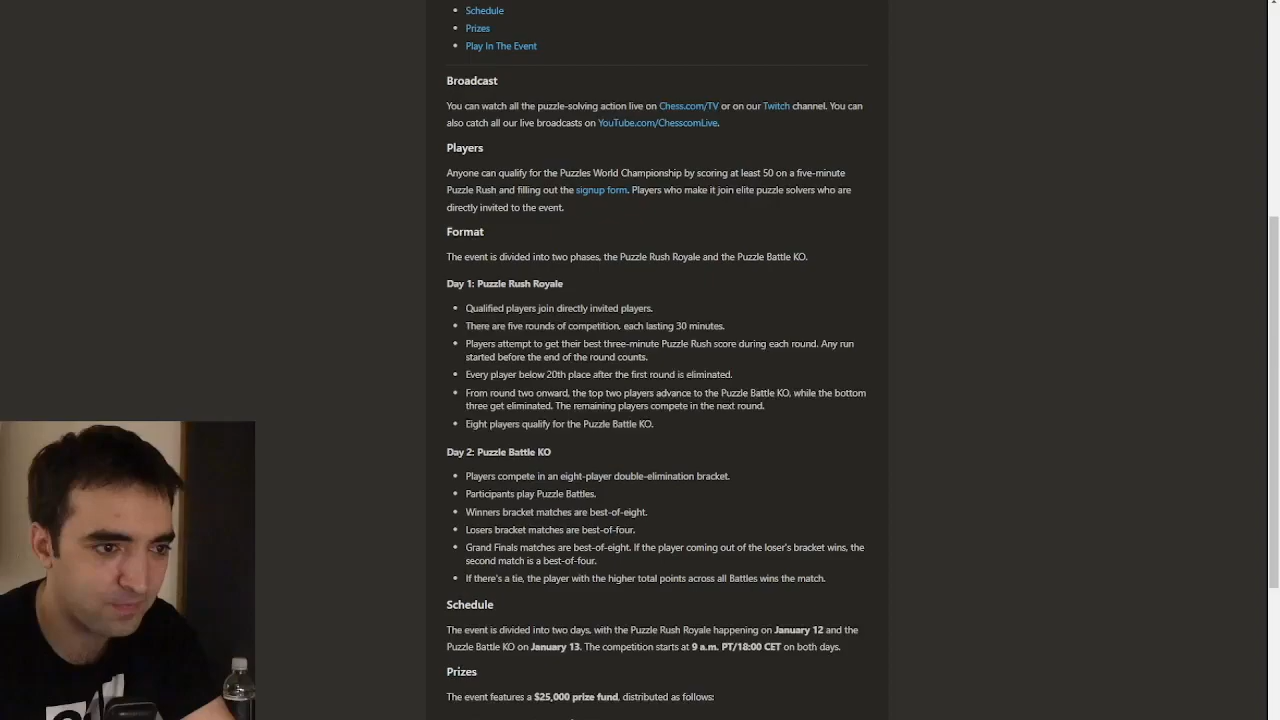 Schedule
Prizes
Play In The Event
Broadcast
You can watch all the puzzle-solving action live on Chess.com/TV or on our Twitch channel. You can
also catch all our live broadcasts on YouTube.com/ChesscomLive.
Players
Anyone can qualify for the Puzzles World Championship by scoring at least 50 on a five-minute
Puzzle Rush and filling out the signup form. Players who make it join elite puzzle solvers who are
directly invited to the event.
Format
The event is divided into two phases, the Puzzle Rush Royale and the Puzzle Battle KO.
Day 1: Puzzle Rush Royale
Qualified players join directly invited players.
There are five rounds of competition, each lasting 30 minutes.
Players attempt to get their best three-minute Puzzle Rush score during each round. Any run
started before the end of the round counts.
Every player below 20th place after the first round is eliminated.
From round two onward, the top two players advance to the Puzzle Battle KO, while the bottom
three get eliminated. The remaining players compete in the next round.
Eight players qualify for the Puzzle Battle KO.
Day 2: Puzzle Battle KO
Players compete in an eight-player double-elimination bracket.
Participants play Puzzle Battles.
Winners bracket matches are best-of-eight.
Losers bracket matches are best-of-four.
Grand Finals matches are best-of-eight. If the player coming out of the loser's bracket wins, the
second match is a best-of-four.
If there's a tie, the player with the higher total points across all Battles wins the match.
Schedule
The event is divided into two days, with the Puzzle Rush Royale happening on January 12 and the
Puzzle Battle KO on January 13. The competition starts at 9 a.m. PT/18:00 CET on both days.
Prizes
The event features a $25,000 prize fund, distributed as follows: